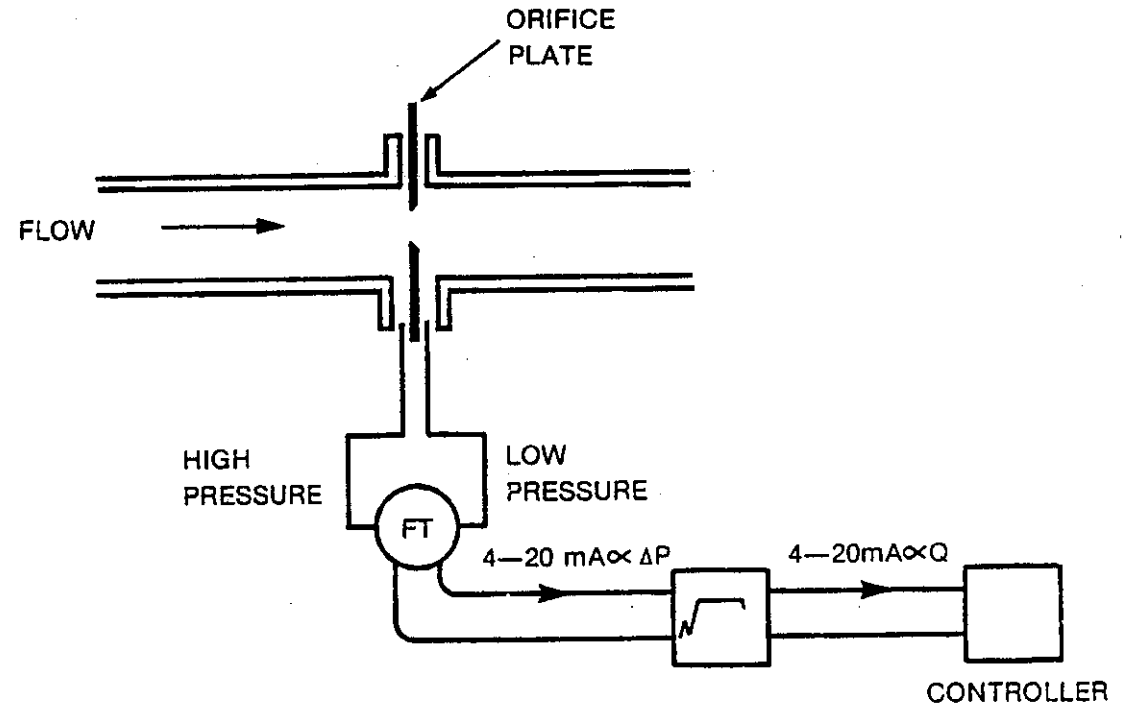 ORIFICE
PLATE
FLOW
HIGH
PRESSURE
LOW
PRESSURE
FT
4—20 mA∝ ΔP
4—20mA∝Q
√
CONTROLLER